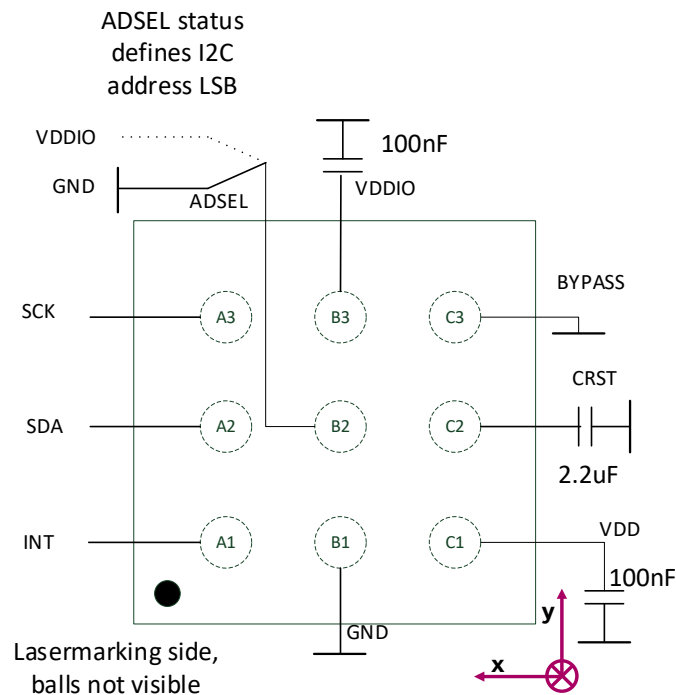 ADSEL status
defines I2C
address LSB
VDDIO
100nF
GND
ADSEL
VDDIO
BYPASS
SCK
A3
B3
C3
CRST
SDA
A2
B2
C2
2.2uF
VDD
INT
A1
B1
C1
100nF
y
GND
x
Lasermarking side,
balls not visible